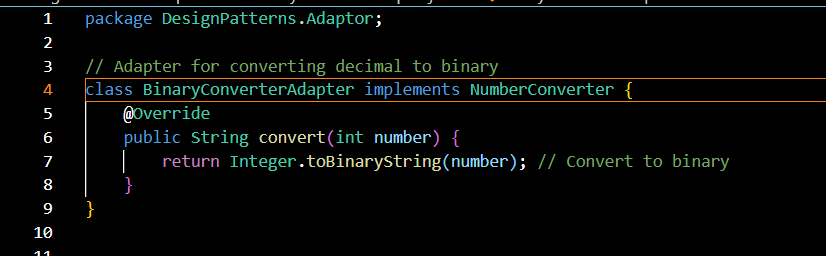 1 package DesignPatterns.Adaptor;
2
3 // Adapter for converting decimal to binary
4 class BinaryConverterAdapter implements NumberConverter {
5     @Override
6     public String convert(int number) {
7         return Integer.toBinaryString(number); // Convert to binary
8     }
9 }
10